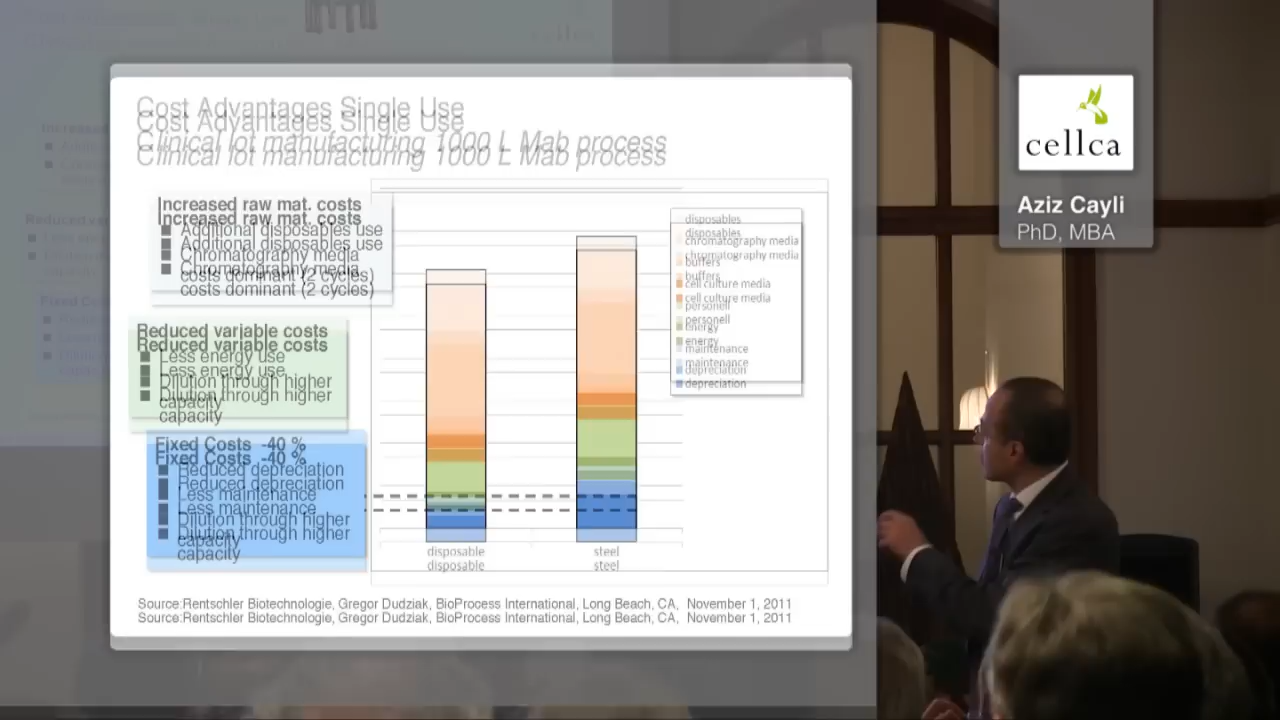 Cost Advantages Single Use
Clinical lot manufacturing 1000 L Mab process
Increased raw mat. costs
Additional disposables use
Chromatography media
costs dominant (2 cycles)
Reduced variable costs
Less energy use
Dilution through higher
capacity
Fixed Costs -40 %
Reduced depreciation
Less maintenance
Dilution through higher
capacity
disposables
chromatography media
buffers
cell culture media
personell
energy
maintenance
depreciation
disposable
steel
Source:Rentschler Biotechnologie, Gregor Dudziak, BioProcess International, Long Beach, CA, November 1, 2011
cellca
Aziz Cayli
PhD, MBA